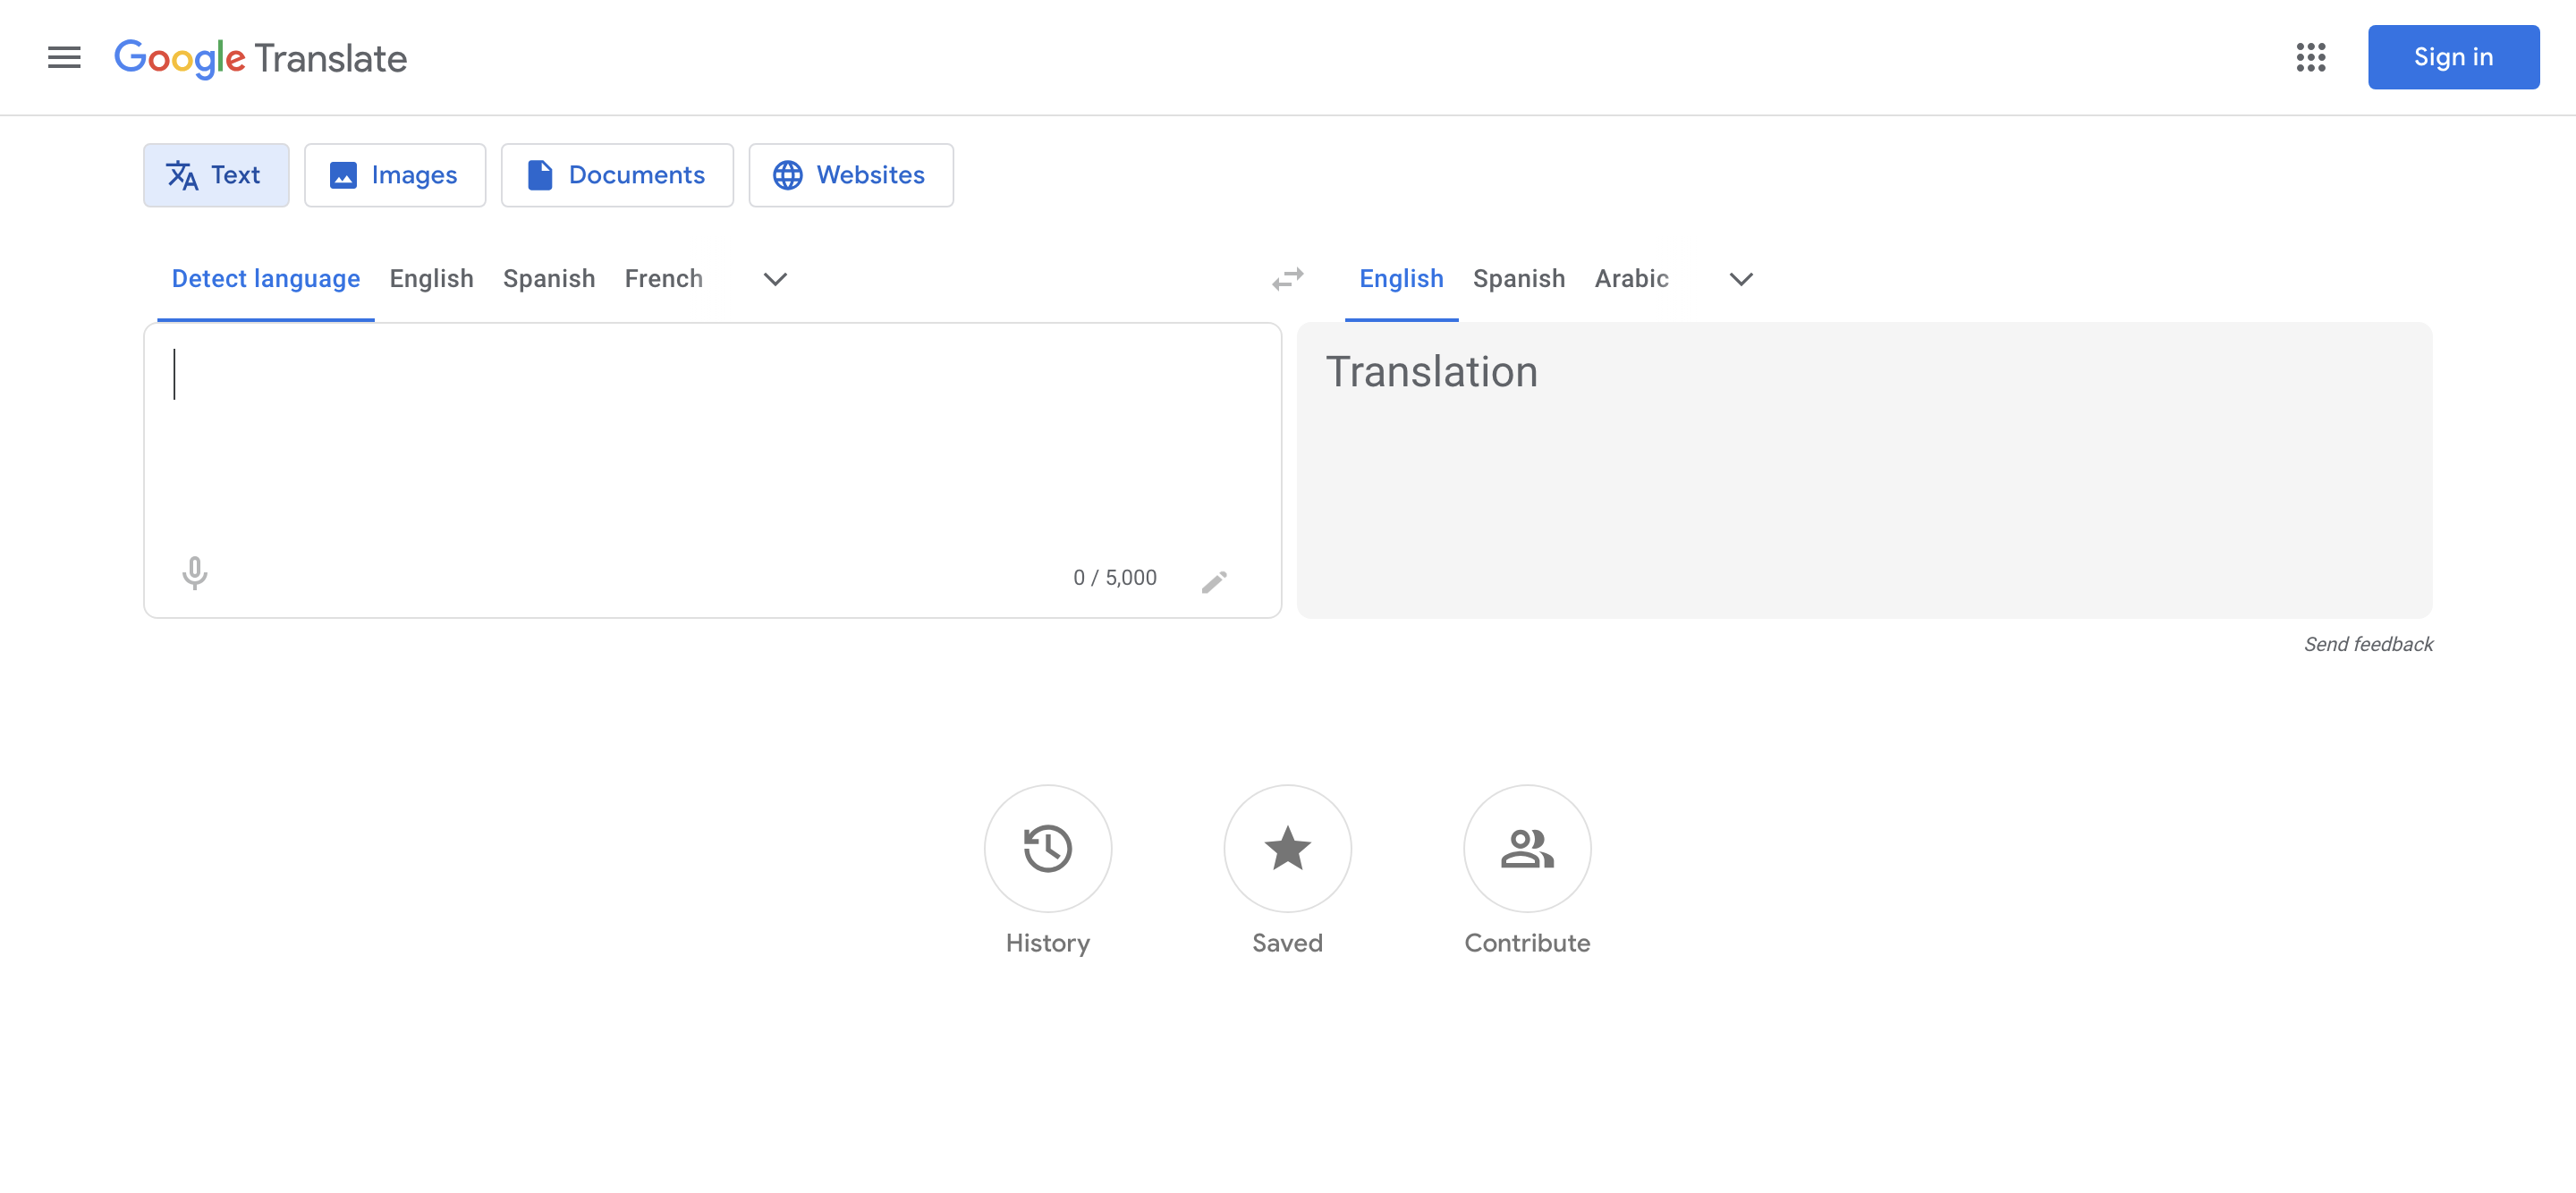 Google Translate
Sign in
Text Images Documents Websites
Detect language English Spanish French English Spanish Arabic
Translation
0 / 5,000
Send feedback
History Saved Contribute